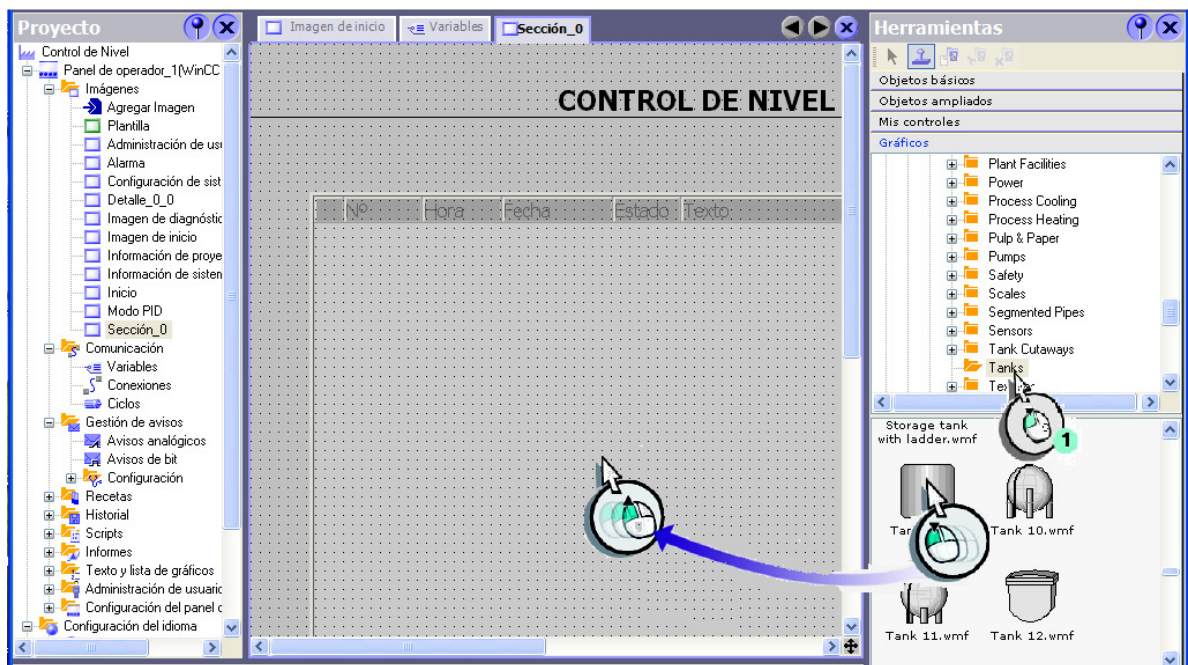 Proyecto
Control de Nivel
Panel de operador_1(WinCC
Imágenes
Agregar Imagen
Plantilla
Administración de usu
Alarma
Configuración de sist
Detalle_0_0
Imagen de diagnóstic
Imagen de inicio
Información de proye
Información de sisten
Inicio
Modo PID
Sección_0
Comunicación
Variables
Conexiones
Ciclos
Gestión de avisos
Avisos analógicos
Avisos de bit
Configuración
Recetas
Historial
Scripts
Informes
Texto y lista de gráficos
Administración de usuaric
Configuración del panel c
Configuración del idioma
Imagen de inicio
Variables
Sección_0
CONTROL DE NIVEL
Nº Hora Fecha Estado Texto
Herramientas
Objetos básicos
Objetos ampliados
Mis controles
Gráficos
Plant Facilities
Power
Process Cooling
Process Heating
Pulp & Paper
Pumps
Safety
Scales
Segmented Pipes
Sensors
Tank Cutaways
Tanks
1
Storage tank
with ladder.wmf
Tank 10.wmf
Tank 11.wmf Tank 12.wmf